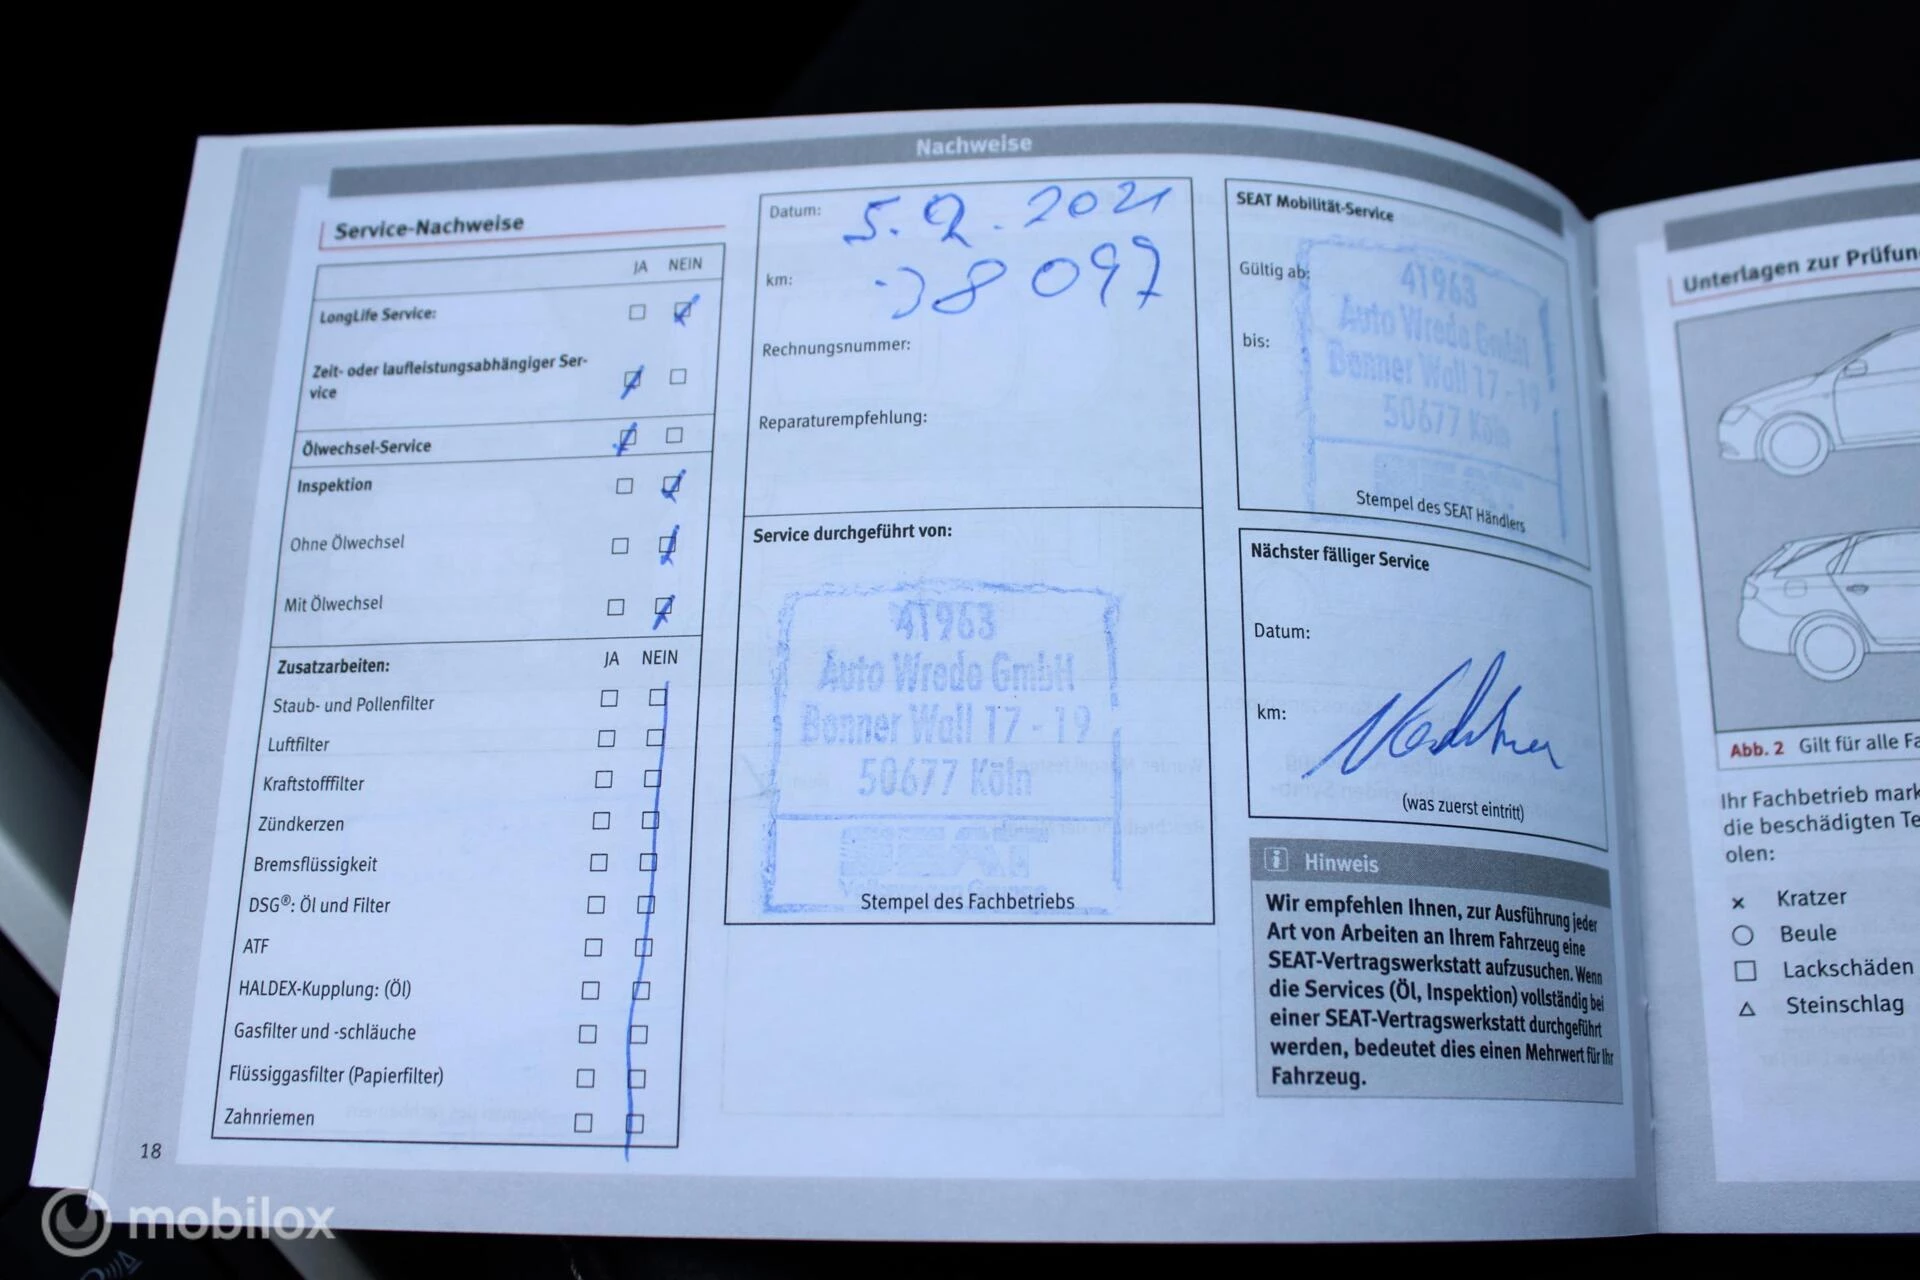 Nachweise
Service-Nachweise
JA NEIN
LongLife Service:
Zeit- oder laufleistungsabhängiger Ser-
vice
Ölwechsel-Service
Inspektion
Ohne Ölwechsel
Mit Ölwechsel
Zusatzarbeiten: JA NEIN
Staub- und Pollenfilter
Luftfilter
Kraftstofffilter
Zündkerzen
Bremsflüssigkeit
DSG®: Öl und Filter
ATF
HALDEX-Kupplung: (Öl)
Gasfilter und -schläuche
Flüssiggasfilter (Papierfilter)
Zahnriemen
18
Datum: 5. 2. 2021
km: 38 097
Rechnungsnummer:
Reparaturempfehlung:
Service durchgeführt von:
41963
Auto Wrede GmbH
Bonner Wall 17 - 19
50677 Köln
SEAT
Volkswagen Gruppe
Stempel des Fachbetriebs
SEAT Mobilität-Service
Gültig ab:
bis:
41963
Auto Wrede GmbH
Bonner Wall 17 - 19
50677 Köln
Stempel des SEAT Händlers
Nächster fälliger Service
Datum:
km:
(was zuerst eintritt)
i Hinweis
Wir empfehlen Ihnen, zur Ausführung jeder
Art von Arbeiten an Ihrem Fahrzeug eine
SEAT-Vertragswerkstatt aufzusuchen. Wenn
die Services (Öl, Inspektion) vollständig bei
einer SEAT-Vertragswerkstatt durchgeführt
werden, bedeutet dies einen Mehrwert für Ihr
Fahrzeug.
Unterlagen zur Prüfun
Abb. 2 Gilt für alle Fa
Ihr Fachbetrieb mark
die beschädigten Te
olen:
Kratzer
Beule
Lackschäden
Steinschlag
mobilox